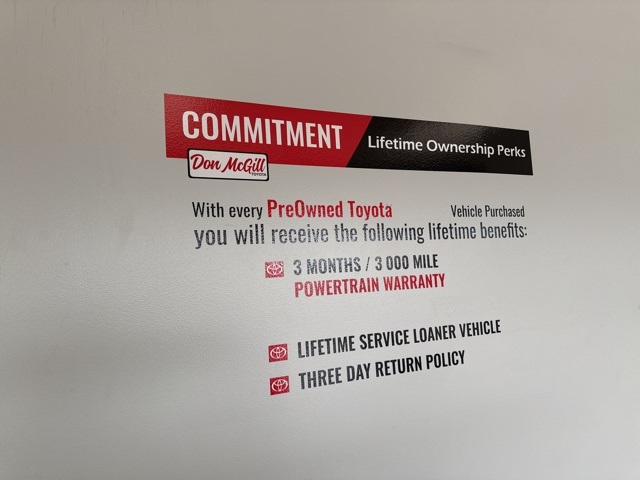 COMMITMENT Lifetime Ownership Perks
Don McGill
TOYOTA
With every PreOwned Toyota Vehicle Purchased
you will receive the following lifetime benefits:
3 MONTHS / 3 000 MILE
POWERTRAIN WARRANTY
LIFETIME SERVICE LOANER VEHICLE
THREE DAY RETURN POLICY